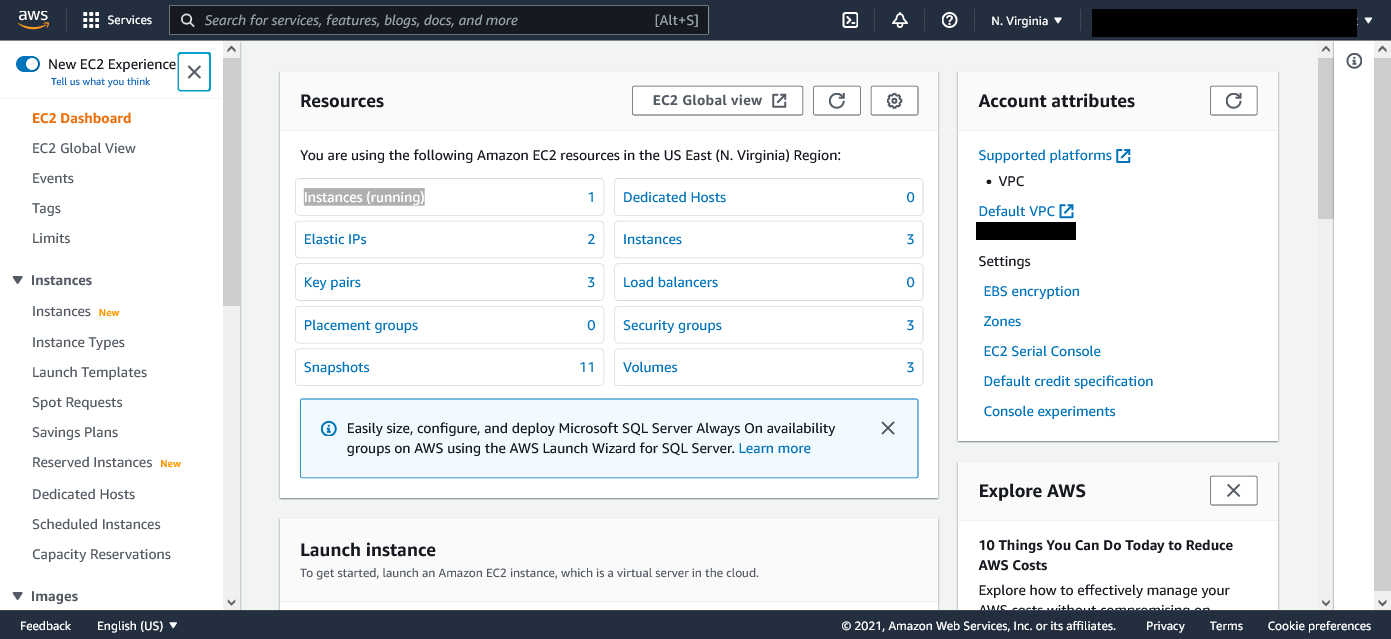 aws
Services
Search for services, features, blogs, docs, and more
[Alt+S]
N. Virginia
New EC2 Experience
Tell us what you think
EC2 Dashboard
EC2 Global View
Events
Tags
Limits
Instances
Instances New
Instance Types
Launch Templates
Spot Requests
Savings Plans
Reserved Instances New
Dedicated Hosts
Scheduled Instances
Capacity Reservations
Images
Resources
EC2 Global view
You are using the following Amazon EC2 resources in the US East (N. Virginia) Region:
Instances (running) 1
Dedicated Hosts 0
Elastic IPs 2
Instances 3
Key pairs 3
Load balancers 0
Placement groups 0
Security groups 3
Snapshots 11
Volumes 3
Easily size, configure, and deploy Microsoft SQL Server Always On availability
groups on AWS using the AWS Launch Wizard for SQL Server. Learn more
Launch instance
To get started, launch an Amazon EC2 instance, which is a virtual server in the cloud.
Account attributes
Supported platforms
• VPC
Default VPC
Settings
EBS encryption
Zones
EC2 Serial Console
Default credit specification
Console experiments
Explore AWS
10 Things You Can Do Today to Reduce
AWS Costs
Explore how to effectively manage your
AWS costs without compromising on
Feedback
English (US)
© 2021, Amazon Web Services, Inc. or its affiliates.
Privacy
Terms
Cookie preferences